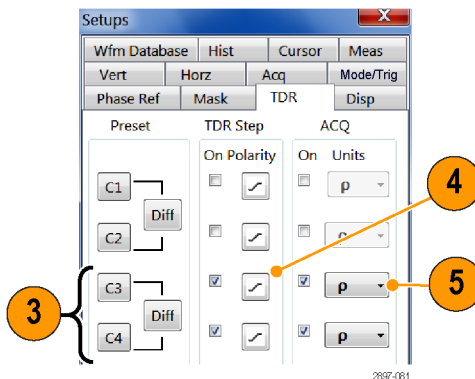 Setups
X
Wfm Database Hist Cursor Meas
Vert Horz Acq Mode/Trig
Phase Ref Mask TDR Disp
Preset TDR Step ACQ
On Polarity On Units
C1 ρ
Diff
C2 ρ
C3 ρ
Diff
C4 ρ
3
4
5
2897-081